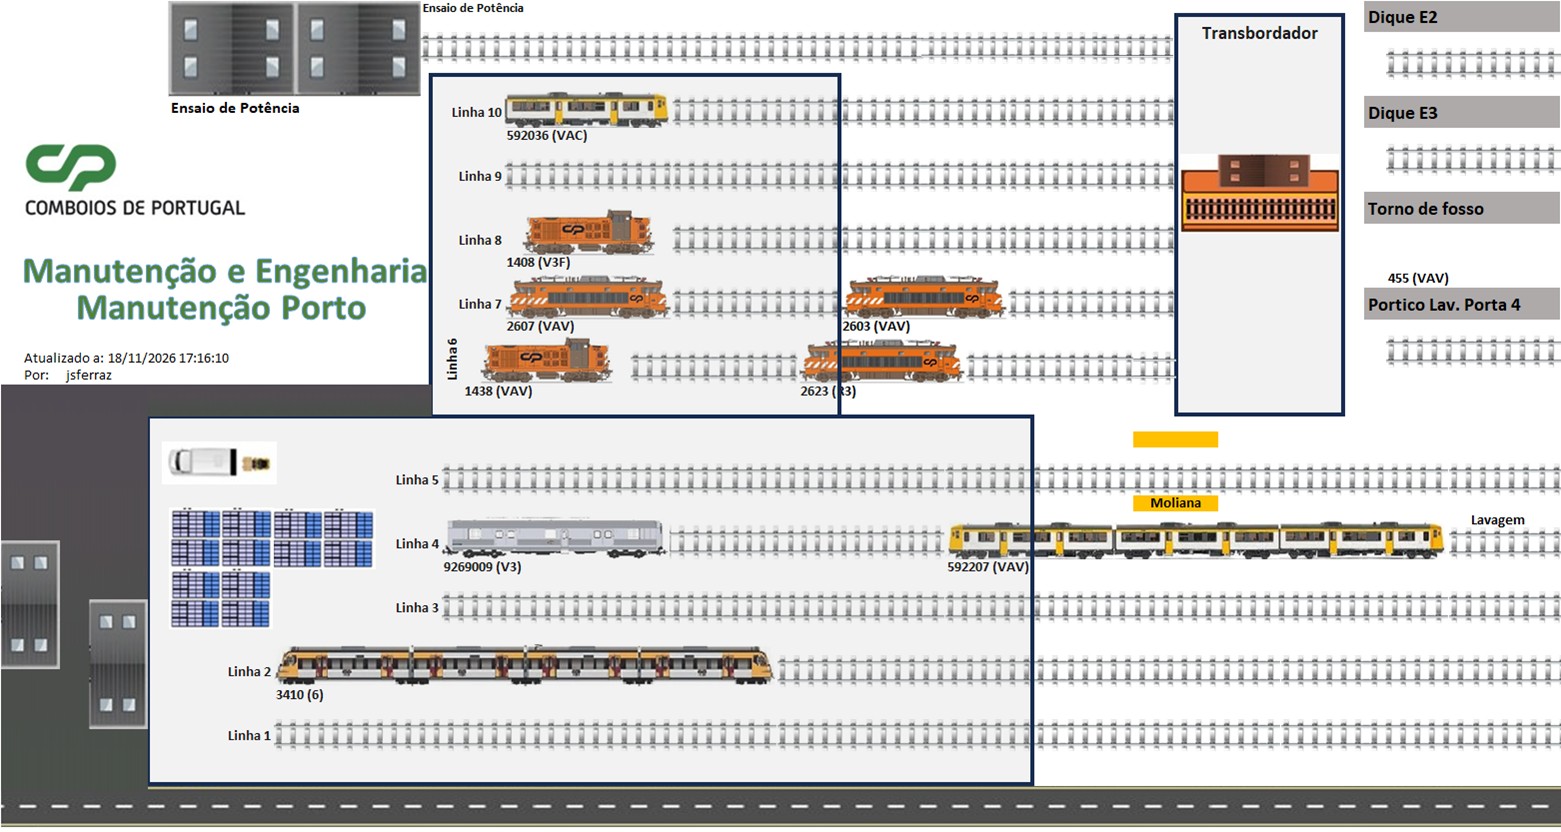 Ensaio de Potência
Transbordador
Dique E2
Ensaio de Potência
Linha 10
592036 (VAC)
Dique E3
CP
COMBOIOS DE PORTUGAL
Linha 9
Torno de fosso
Linha 8
1408 (V3F)
Manutenção e Engenharia
Manutenção Porto
455 (VAV)
Portico Lav. Porta 4
Linha 7
2607 (VAV)
2603 (VAV)
Atualizado a: 18/11/2026 17:16:10
Por: jsferraz
Linha 6
1438 (VAV)
2623 (R3)
Linha 5
Moliana
Lavagem
Linha 4
9269009 (V3)
592207 (VAV)
Linha 3
Linha 2
3410 (6)
Linha 1